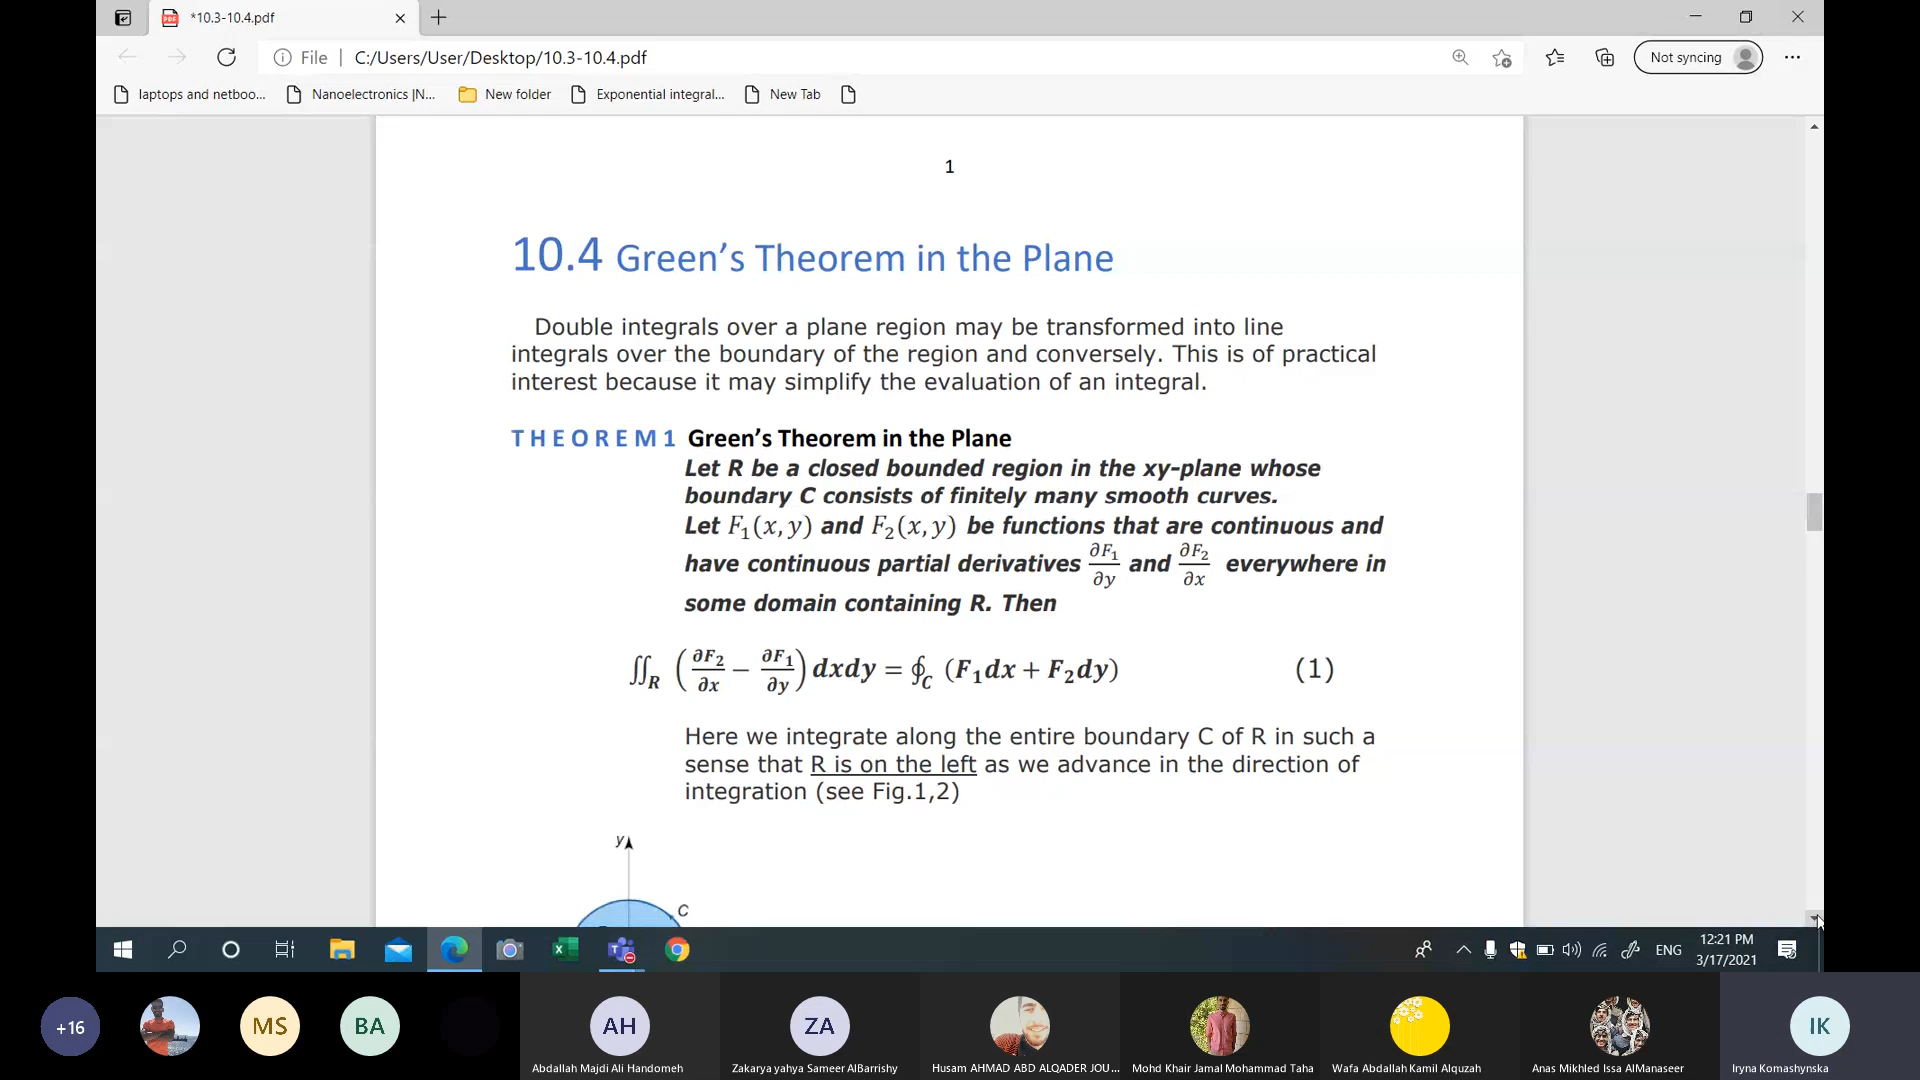 *10.3-10.4.pdf
File | C:/Users/User/Desktop/10.3-10.4.pdf
Not syncing
laptops and netboo...
Nanoelectronics |N...
New folder
Exponential integral...
New Tab
1
10.4 Green’s Theorem in the Plane
Double integrals over a plane region may be transformed into line
integrals over the boundary of the region and conversely. This is of practical
interest because it may simplify the evaluation of an integral.
T H E O R E M 1 Green’s Theorem in the Plane
Let R be a closed bounded region in the xy-plane whose
boundary C consists of finitely many smooth curves.
Let F₁(x, y) and F₂(x, y) be functions that are continuous and
have continuous partial derivatives ∂F₁/∂y and ∂F₂/∂x everywhere in
some domain containing R. Then
∬_R (∂F₂/∂x − ∂F₁/∂y) dxdy = ∮_C (F₁dx + F₂dy) (1)
Here we integrate along the entire boundary C of R in such a
sense that R is on the left as we advance in the direction of
integration (see Fig.1,2)
y
C
ENG
12:21 PM
3/17/2021
+16
MS
BA
AH
ZA
IK
Abdallah Majdi Ali Handomeh
Zakarya yahya Sameer AlBarrishy
Husam AHMAD ABD ALQADER JOU...
Mohd Khair Jamal Mohammad Taha
Wafa Abdallah Kamil Alquzah
Anas Mikhled Issa AlManaseer
Iryna Komashynska